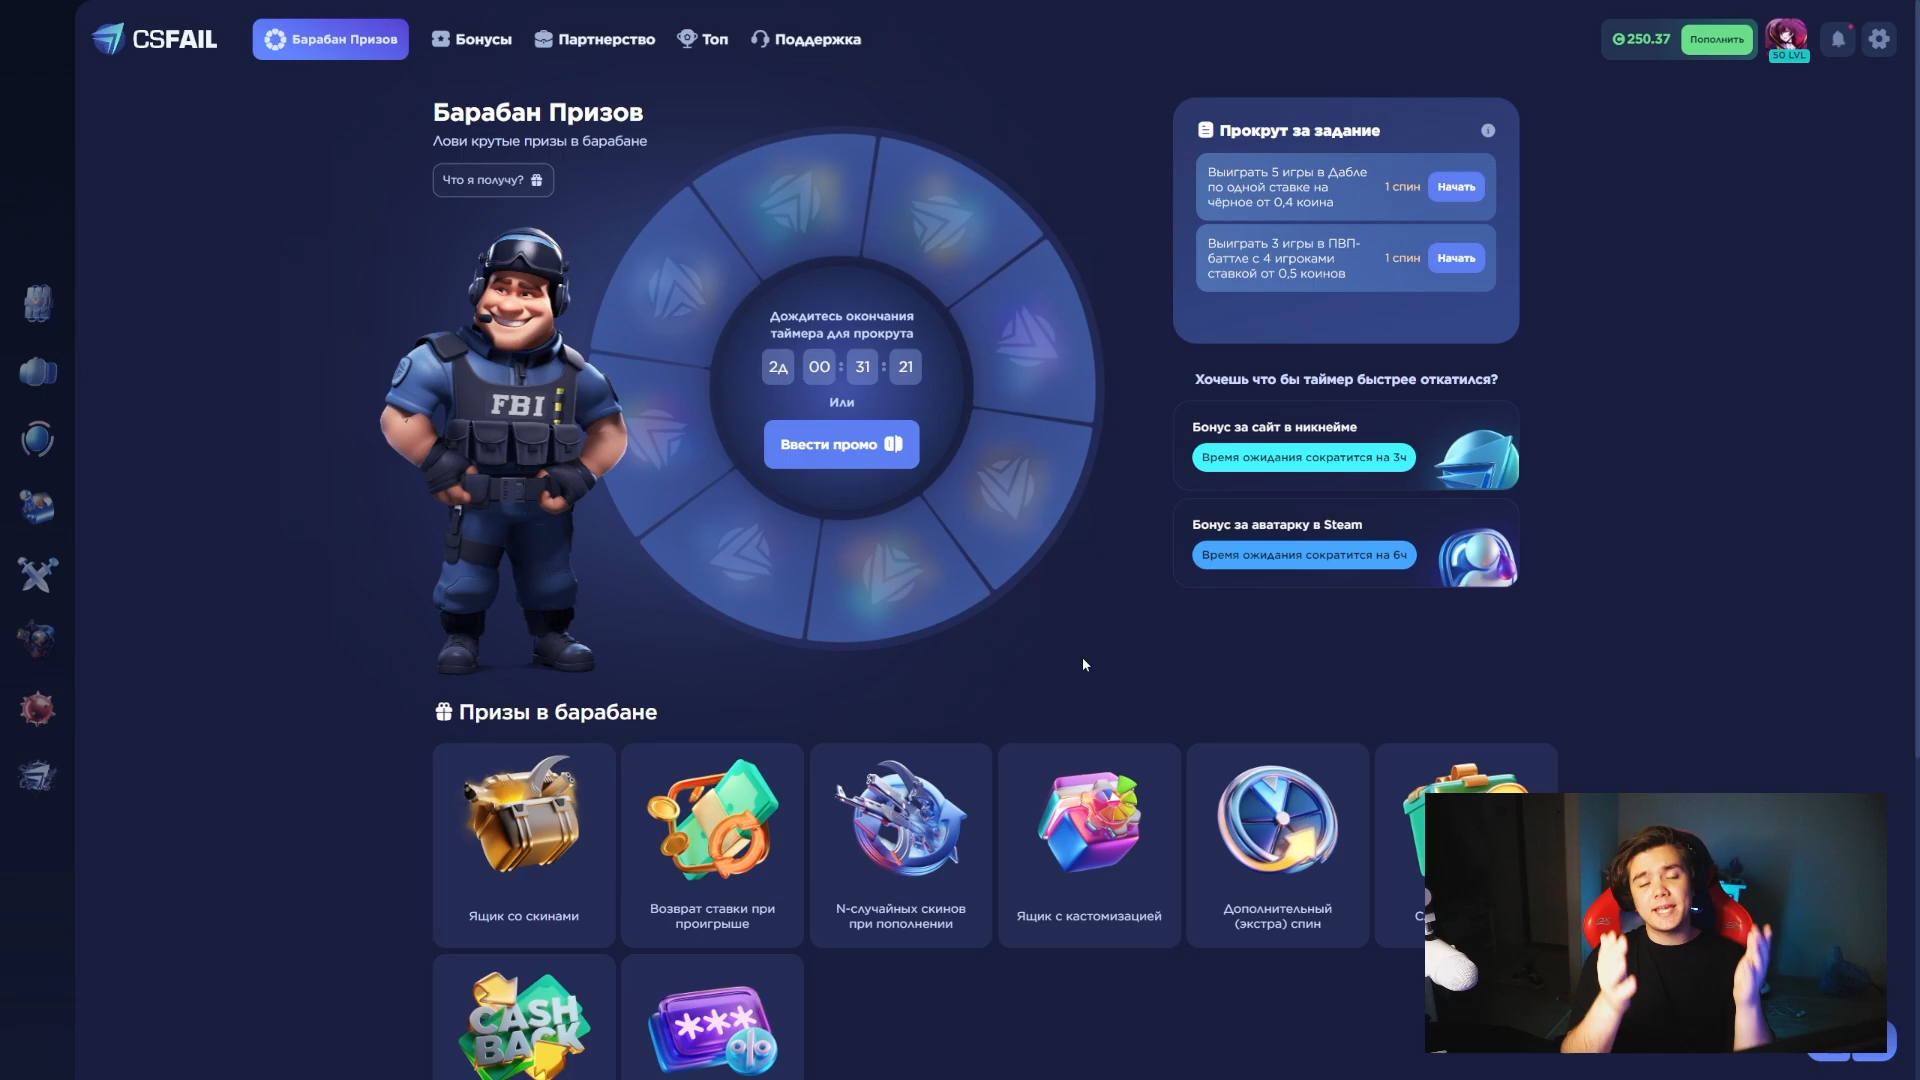 CSFAIL
Барабан Призов
Бонусы
Партнерство
Топ
Поддержка
250.37
Пополнить
50 LVL
Барабан Призов
Лови крутые призы в барабане
Что я получу?
FBI
Дождитесь окончания
таймера для прокрута
2д 00 : 31 : 21
Или
Ввести промо
Прокрут за задание
Выиграть 5 игры в Дабле
по одной ставке на
чёрное от 0,4 коина
1 спин
Начать
Выиграть 3 игры в ПВП-
баттле с 4 игроками
ставкой от 0,5 коинов
1 спин
Начать
Хочешь что бы таймер быстрее откатился?
Бонус за сайт в никнейме
Время ожидания сократится на 3ч
Бонус за аватарку в Steam
Время ожидания сократится на 6ч
Призы в барабане
Ящик со скинами
Возврат ставки при
проигрыше
N-случайных скинов
при пополнении
Ящик с кастомизацией
Дополнительный
(экстра) спин
С
CASH
BACK
***
%